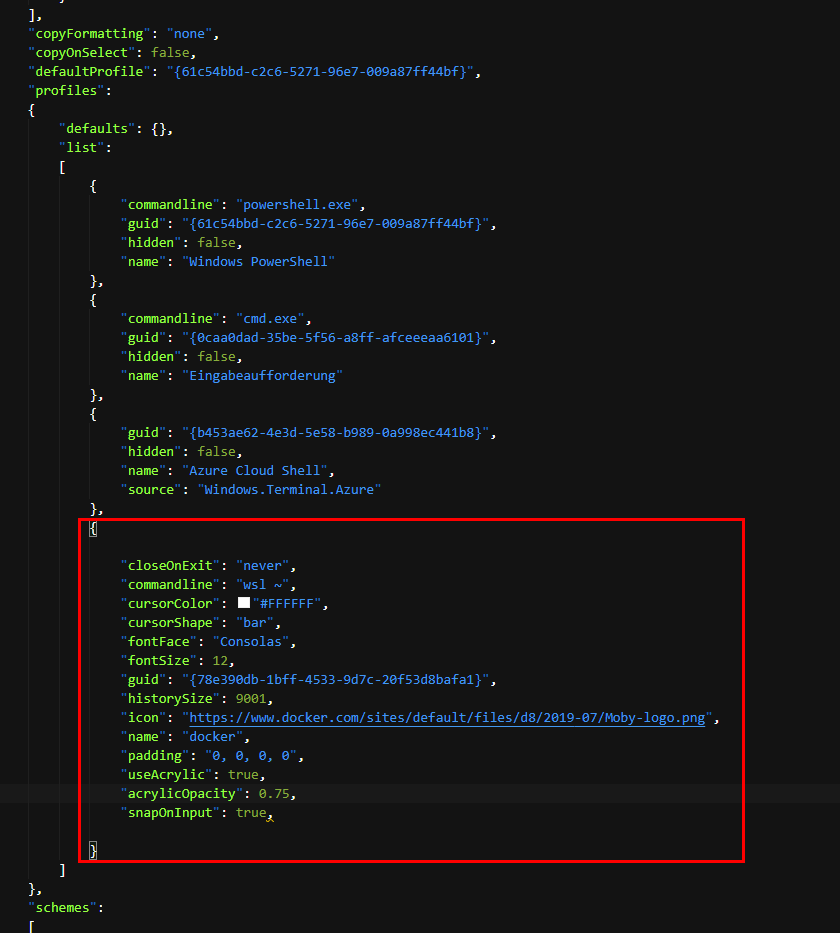 ],
"copyFormatting": "none",
"copyOnSelect": false,
"defaultProfile": "{61c54bbd-c2c6-5271-96e7-009a87ff44bf}",
"profiles":
{
"defaults": {},
"list":
[
{
"commandline": "powershell.exe",
"guid": "{61c54bbd-c2c6-5271-96e7-009a87ff44bf}",
"hidden": false,
"name": "Windows PowerShell"
},
{
"commandline": "cmd.exe",
"guid": "{0caa0dad-35be-5f56-a8ff-afceeeaa6101}",
"hidden": false,
"name": "Eingabeaufforderung"
},
{
"guid": "{b453ae62-4e3d-5e58-b989-0a998ec441b8}",
"hidden": false,
"name": "Azure Cloud Shell",
"source": "Windows.Terminal.Azure"
},
{
"closeOnExit": "never",
"commandline": "wsl ~",
"cursorColor": "#FFFFFF",
"cursorShape": "bar",
"fontFace": "Consolas",
"fontSize": 12,
"guid": "{78e390db-1bff-4533-9d7c-20f53d8bafa1}",
"historySize": 9001,
"icon": "https://www.docker.com/sites/default/files/d8/2019-07/Moby-logo.png",
"name": "docker",
"padding": "0, 0, 0, 0",
"useAcrylic": true,
"acrylicOpacity": 0.75,
"snapOnInput": true,
}
]
},
"schemes":
[